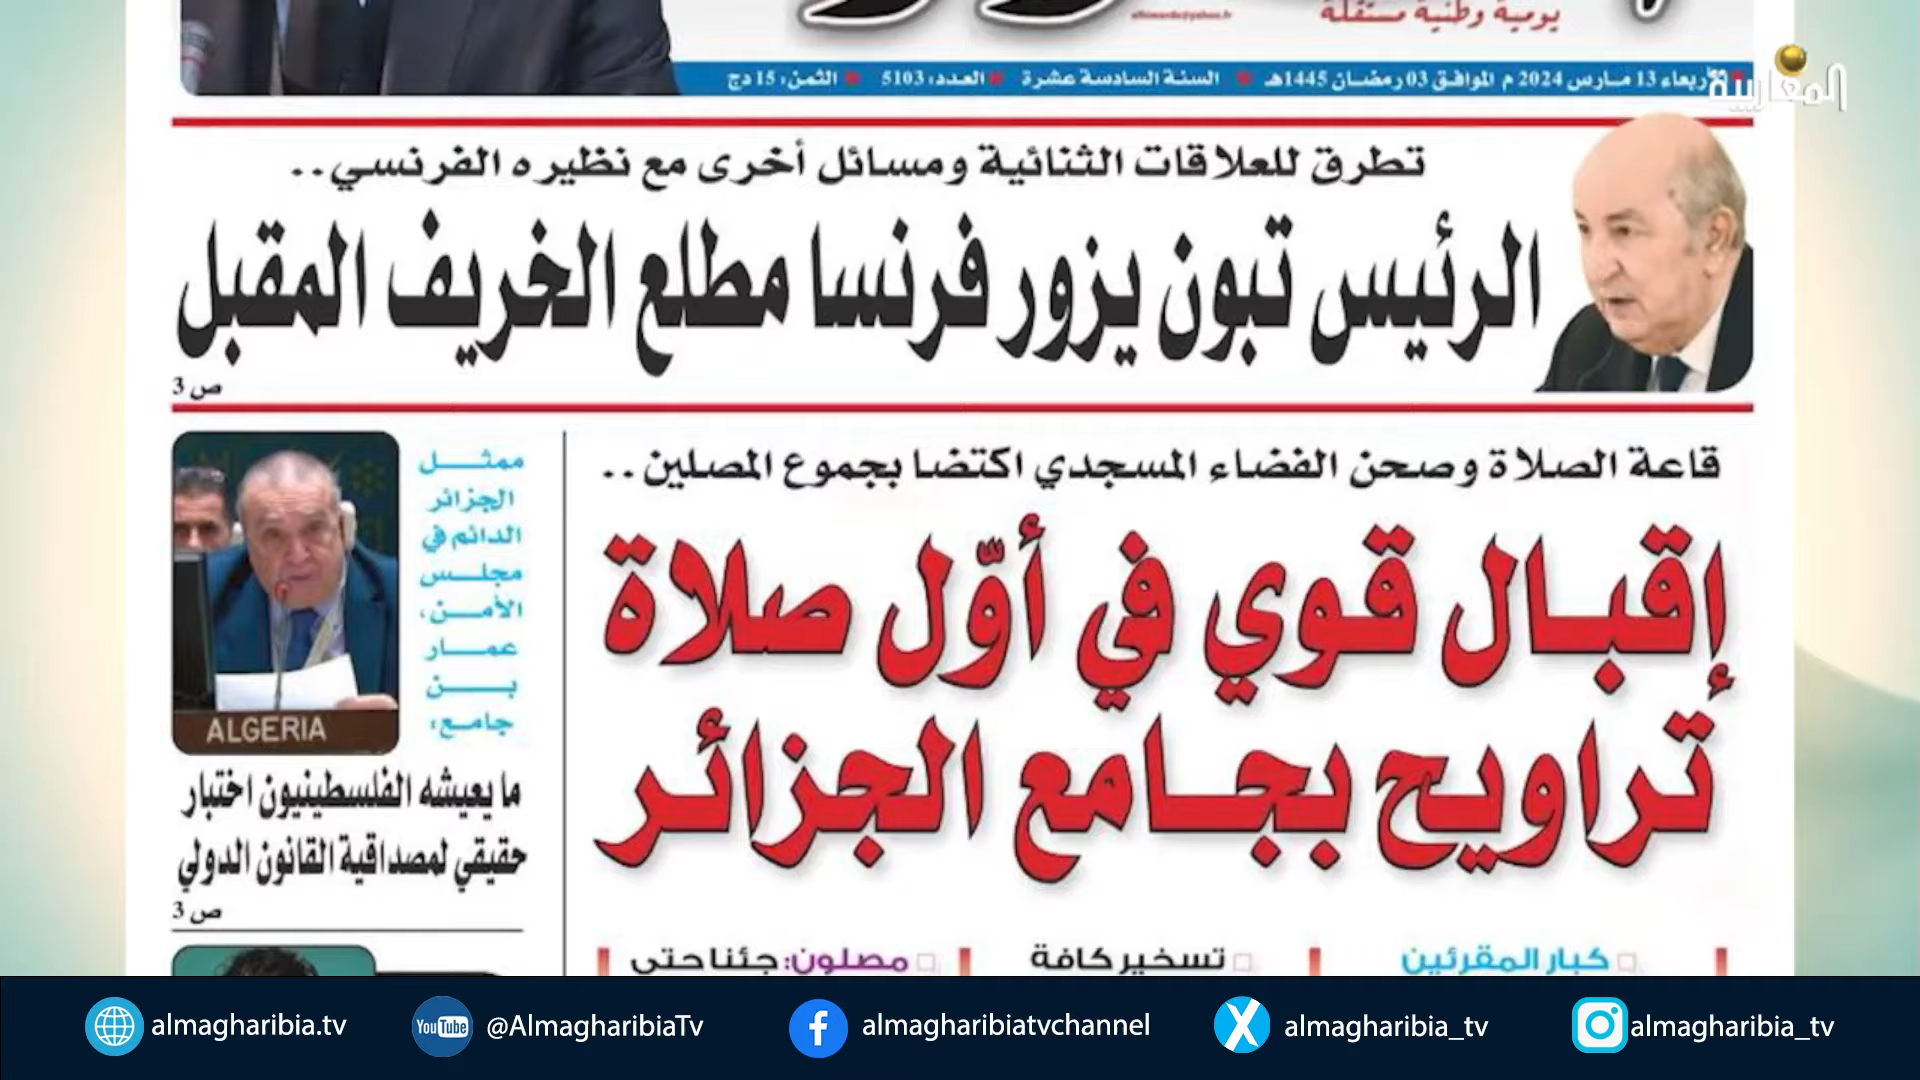 alhiwardz@yahoo.fr
يومية وطنية مستقلة
الأربعاء 13 مارس 2024 م الموافق 03 رمضان 1445هـ • السنة السادسة عشرة • العدد، 5103 • الثمن، 15 دج
المغاربية
تطرق للعلاقات الثنائية ومسائل أخرى مع نظيره الفرنسي..
الرئيس تبون يزور فرنسا مطلع الخريف المقبل
ص 3
قاعة الصلاة وصحن الفضاء المسجدي اكتضا بجموع المصلين..
إقبال قوي في أوّل صلاة
تراويح بجامع الجزائر
كبار المقرئين
تسخير كافة
مصلون: جئنا حتى
ممثل
الجزائر
الدائم في
مجلس
الأمن،
عمار
بن
جامع:
ALGERIA
ما يعيشه الفلسطينيون اختبار
حقيقي لمصداقية القانون الدولي
ص 3
almagharibia.tv
YouTube @AlmagharibiaTv
almagharibiatvchannel
almagharibia_tv
almagharibia_tv